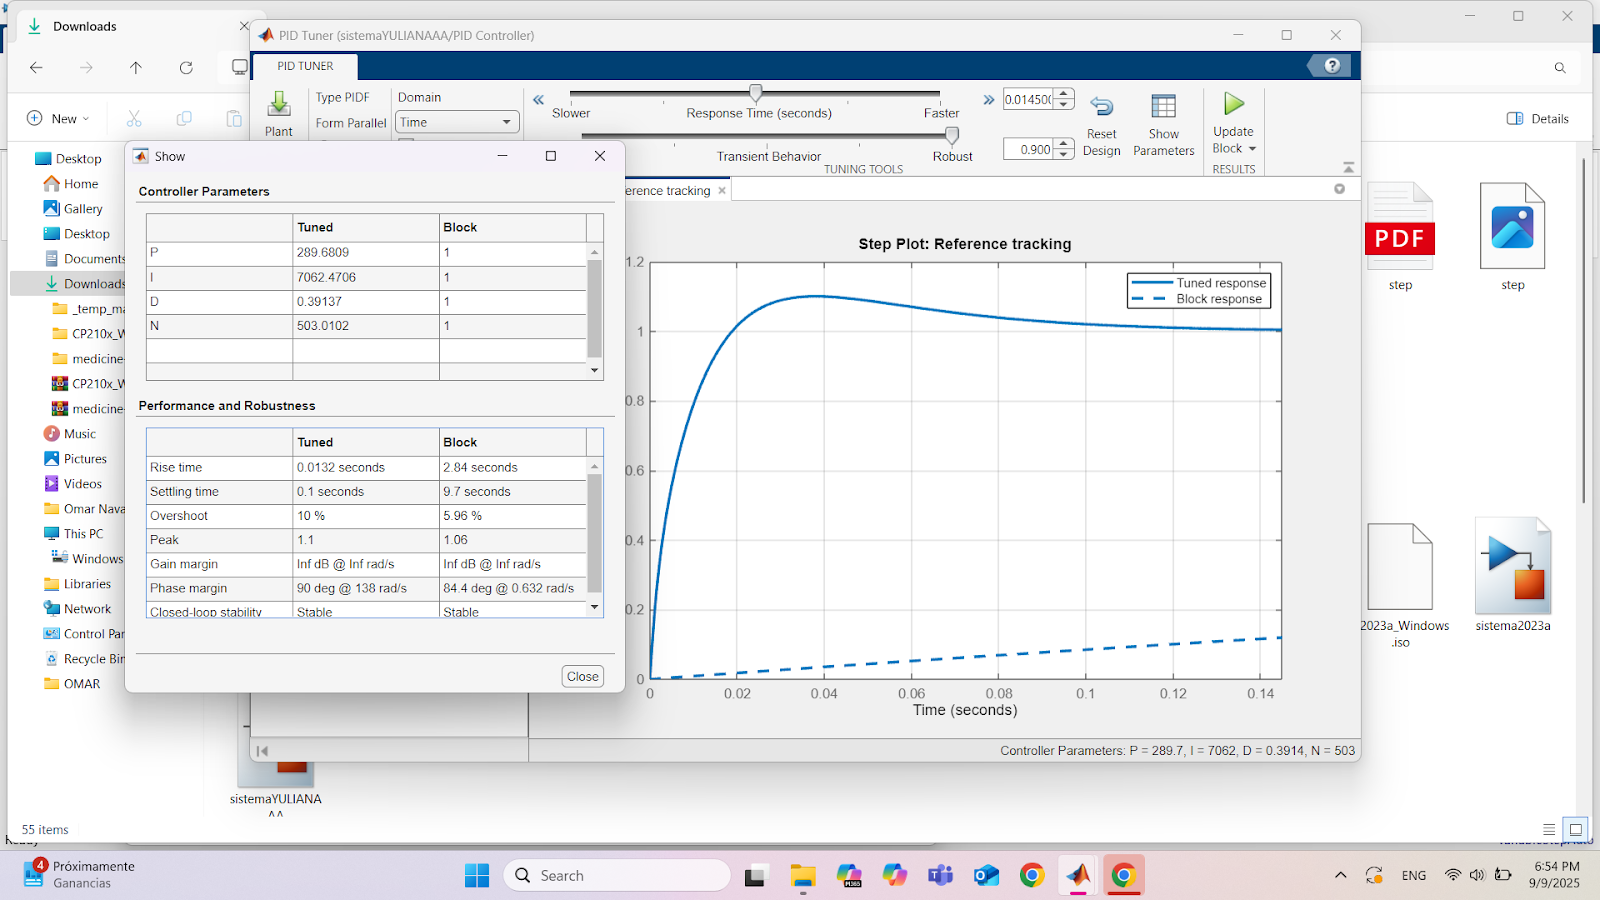 Downloads
PID Tuner (sistemaYULIANAAA/PID Controller)
PID TUNER
Plant
Type PIDF
Form Parallel
Domain
Time
Slower
Response Time (seconds)
Faster
Transient Behavior
Robust
0.900
Reset
Design
Show
Parameters
Update
Block
TUNING TOOLS
RESULTS
New
Details
Desktop
Home
Gallery
Desktop
Documents
Downloads
_temp_ma
CP210x_W
medicine
CP210x_W
medicine
Music
Pictures
Videos
Omar Nava
This PC
Windows
Libraries
Network
Control Par
Recycle Bin
OMAR
Show
Controller Parameters
Tuned Block
P 289.6809 1
I 7062.4706 1
D 0.39137 1
N 503.0102 1
Performance and Robustness
Tuned Block
Rise time 0.0132 seconds 2.84 seconds
Settling time 0.1 seconds 9.7 seconds
Overshoot 10 % 5.96 %
Peak 1.1 1.06
Gain margin Inf dB @ Inf rad/s Inf dB @ Inf rad/s
Phase margin 90 deg @ 138 rad/s 84.4 deg @ 0.632 rad/s
Closed-loop stability Stable Stable
Close
erence tracking
Step Plot: Reference tracking
Tuned response
Block response
1.2
1
0.8
0.6
0.4
0.2
0
0 0.02 0.04 0.06 0.08 0.1 0.12 0.14
Time (seconds)
Controller Parameters: P = 289.7, I = 7062, D = 0.3914, N = 503
PDF
step
step
2023a_Windows
.iso
sistema2023a
sistemaYULIANA
AA
55 items
4
Próximamente
Ganancias
Search
M365
ENG
6:54 PM
9/9/2025